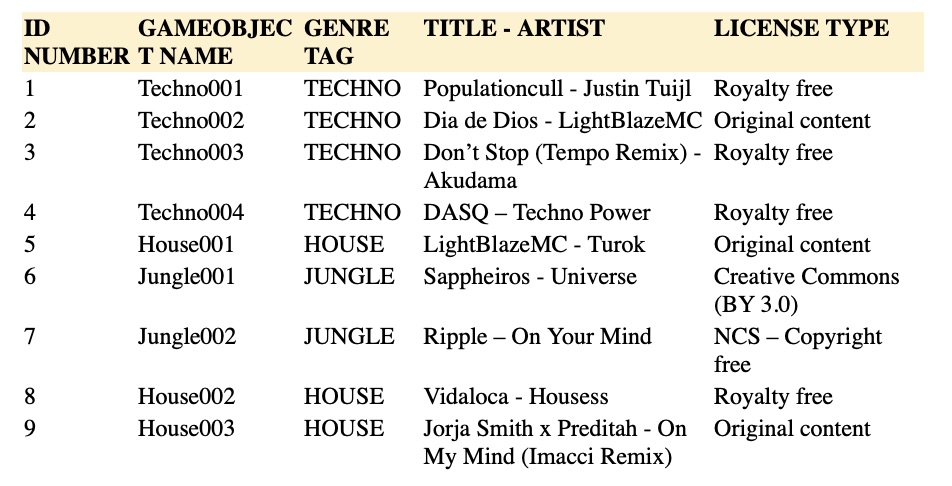 ID GAMEOBJEC GENRE TITLE - ARTIST LICENSE TYPE
NUMBER T NAME TAG
1 Techno001 TECHNO Populationcull - Justin Tuijl Royalty free
2 Techno002 TECHNO Dia de Dios - LightBlazeMC Original content
3 Techno003 TECHNO Don’t Stop (Tempo Remix) - Royalty free
Akudama
4 Techno004 TECHNO DASQ – Techno Power Royalty free
5 House001 HOUSE LightBlazeMC - Turok Original content
6 Jungle001 JUNGLE Sappheiros - Universe Creative Commons
(BY 3.0)
7 Jungle002 JUNGLE Ripple – On Your Mind NCS – Copyright
free
8 House002 HOUSE Vidaloca - Housess Royalty free
9 House003 HOUSE Jorja Smith x Preditah - On Original content
My Mind (Imacci Remix)